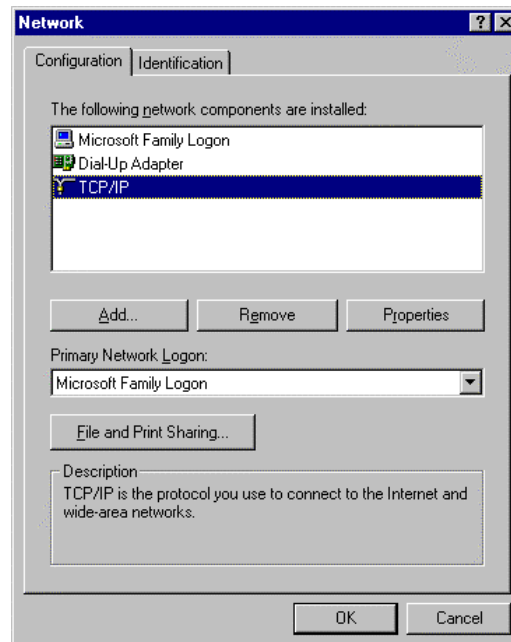 Network
Configuration
Identification
The following network components are installed:
Microsoft Family Logon
Dial-Up Adapter
TCP/IP
Add...
Remove
Properties
Primary Network Logon:
Microsoft Family Logon
File and Print Sharing...
Description
TCP/IP is the protocol you use to connect to the Internet and
wide-area networks.
OK
Cancel